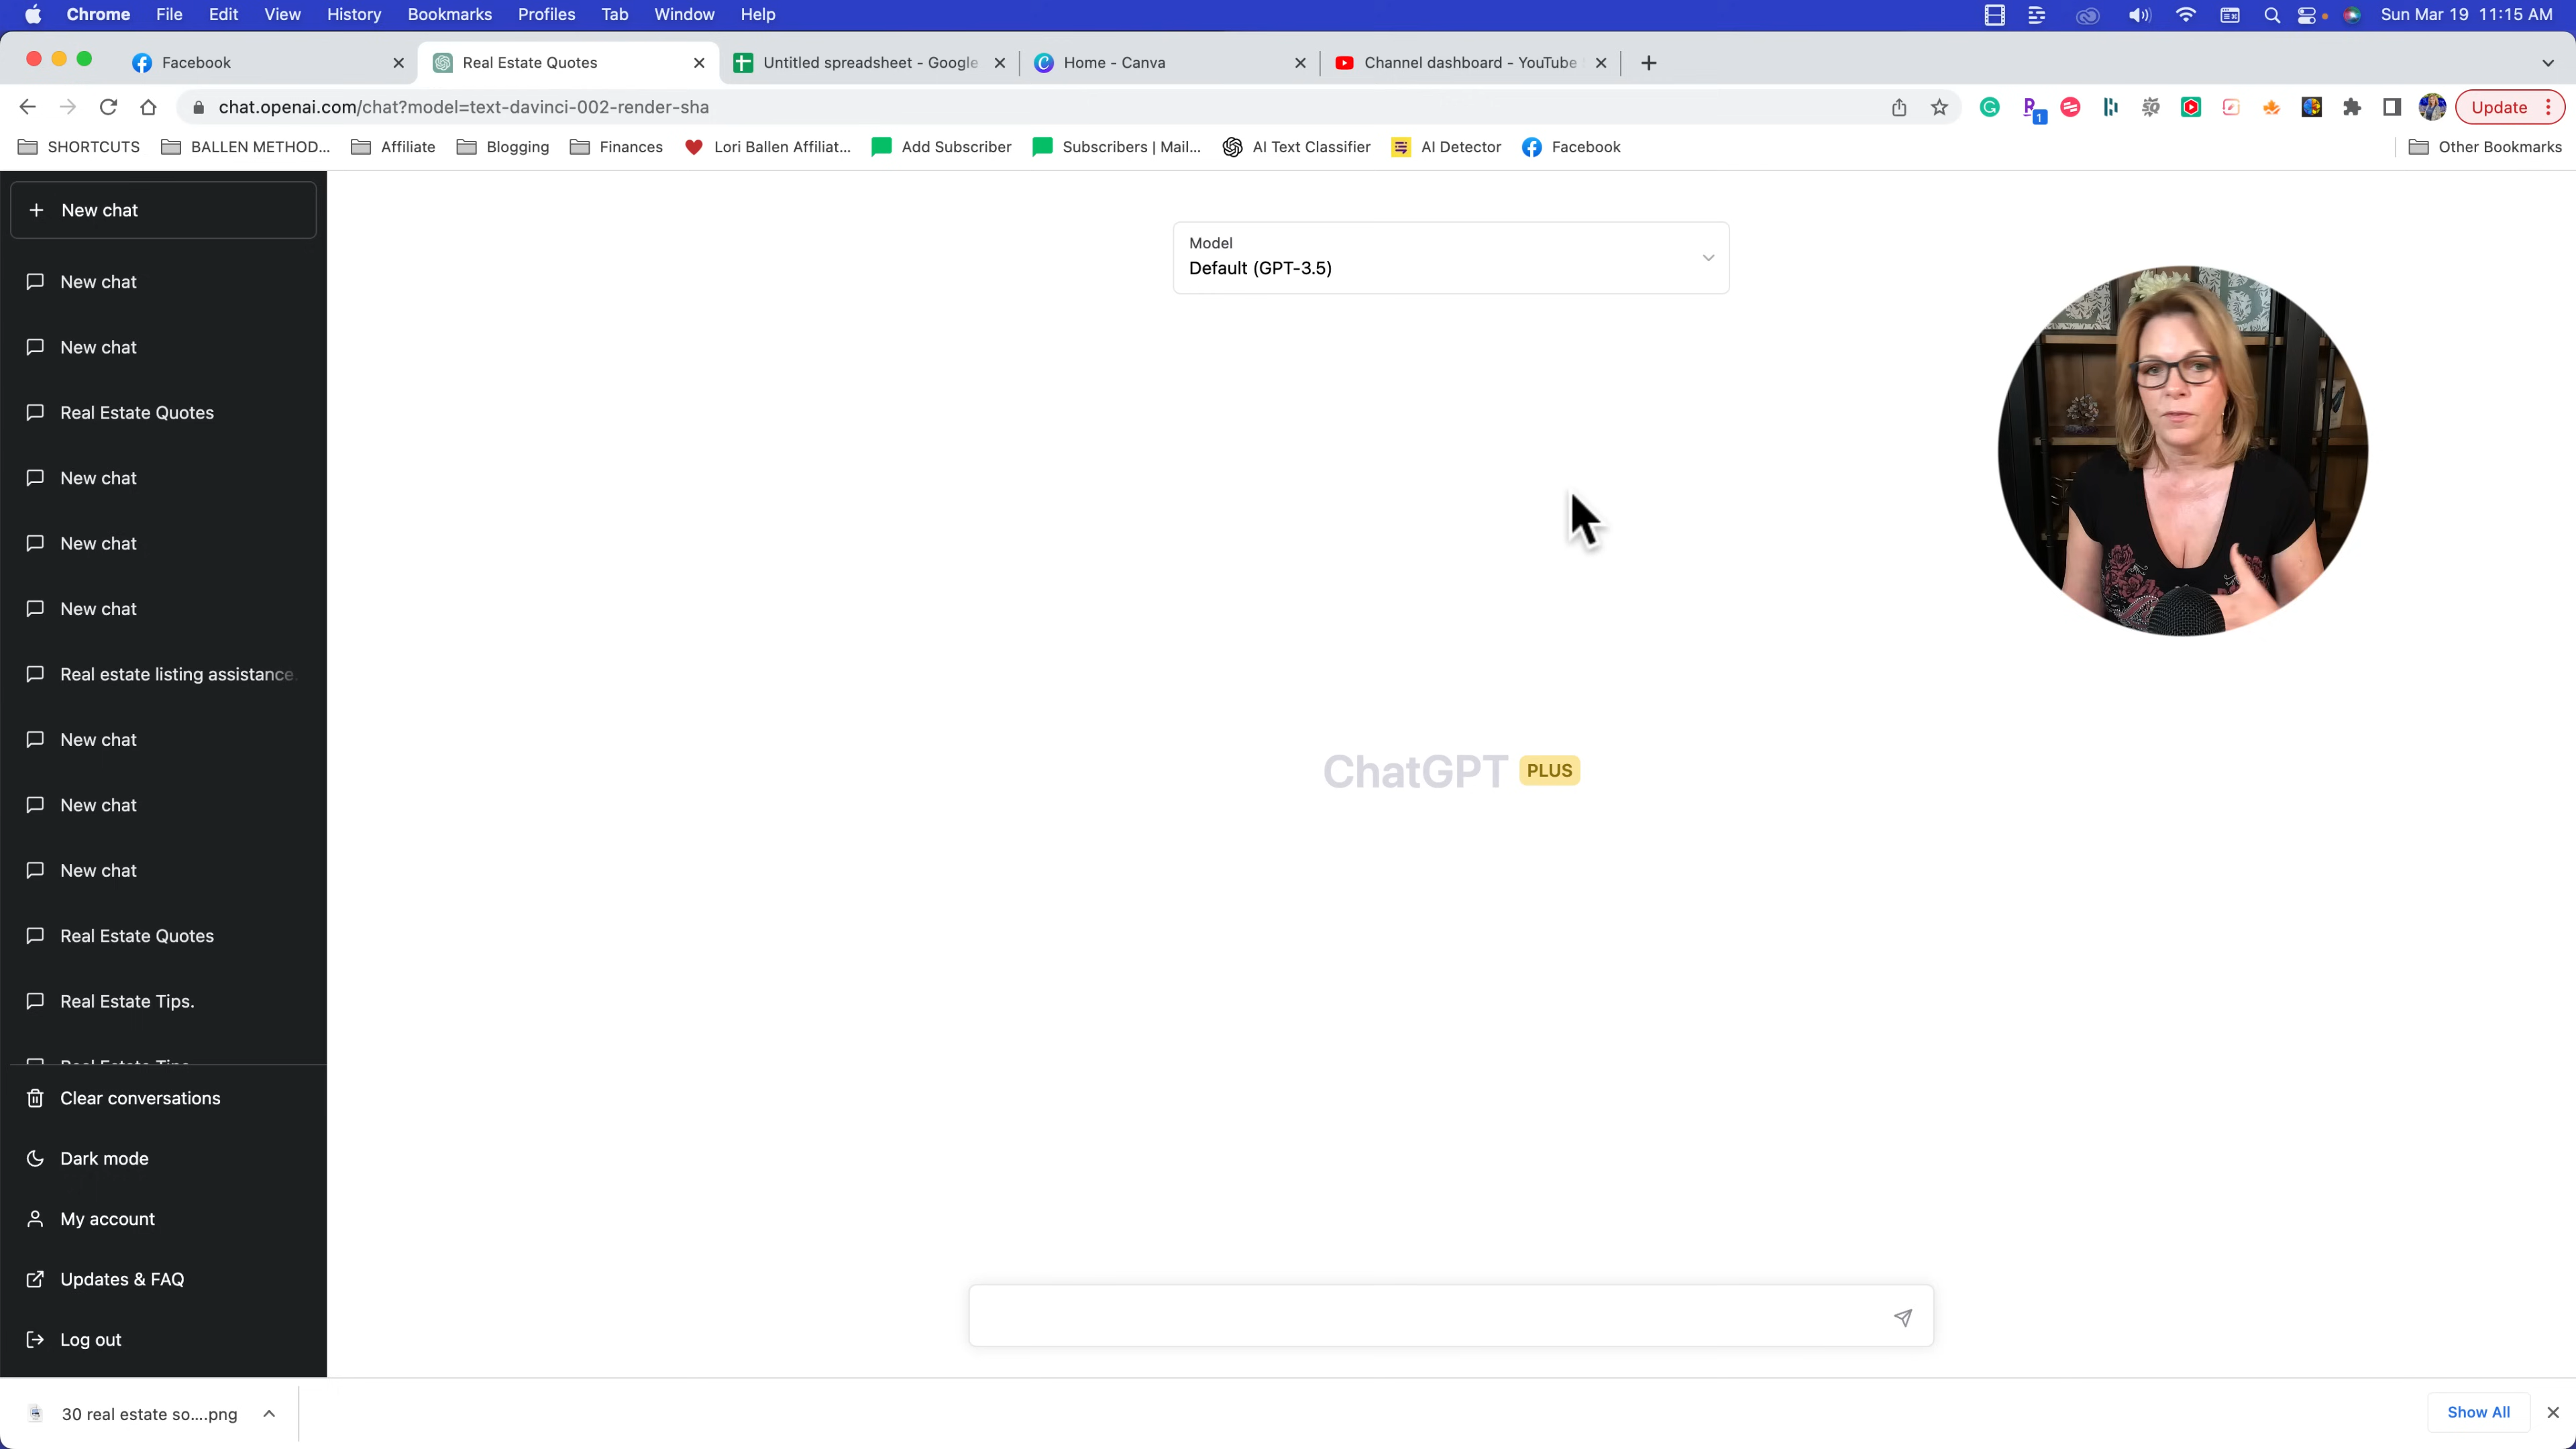 Chrome File Edit View History Bookmarks Profiles Tab Window Help Sun Mar 19 11:15 AM
Facebook Real Estate Quotes Untitled spreadsheet - Google Home - Canva Channel dashboard - YouTube
chat.openai.com/chat?model=text-davinci-002-render-sha 1 Update
SHORTCUTS BALLEN METHOD... Affiliate Blogging Finances Lori Ballen Affiliat... Add Subscriber Subscribers | Mail... AI Text Classifier AI Detector Facebook Other Bookmarks
New chat
Model
Default (GPT-3.5)
New chat
New chat
Real Estate Quotes
New chat
New chat
New chat
Real estate listing assistance.
New chat
ChatGPT PLUS
New chat
New chat
Real Estate Quotes
Real Estate Tips.
Real Estate Tips
Clear conversations
Dark mode
My account
Updates & FAQ
Log out
30 real estate so....png
Show All